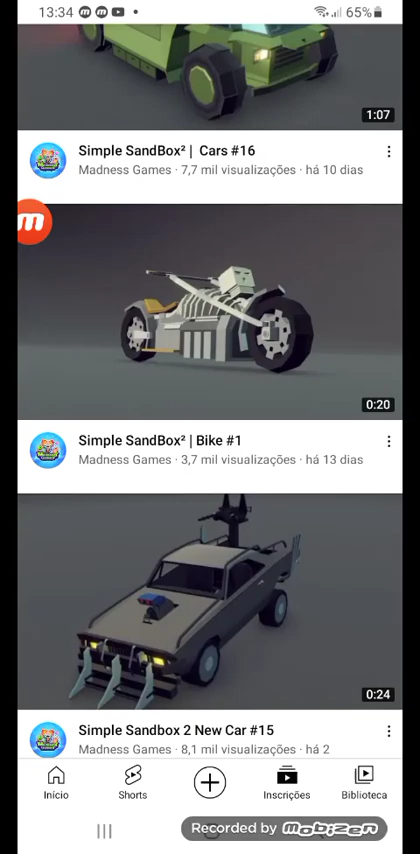 13:34
65%
1:07
Simple SandBox² | Cars #16
Madness Games · 7,7 mil visualizações · há 10 dias
m
0:20
Simple SandBox² | Bike #1
Madness Games · 3,7 mil visualizações · há 13 dias
0:24
Simple Sandbox 2 New Car #15
Madness Games · 8,1 mil visualizações · há 2
Início Shorts Inscrições Biblioteca
Recorded by mobizen